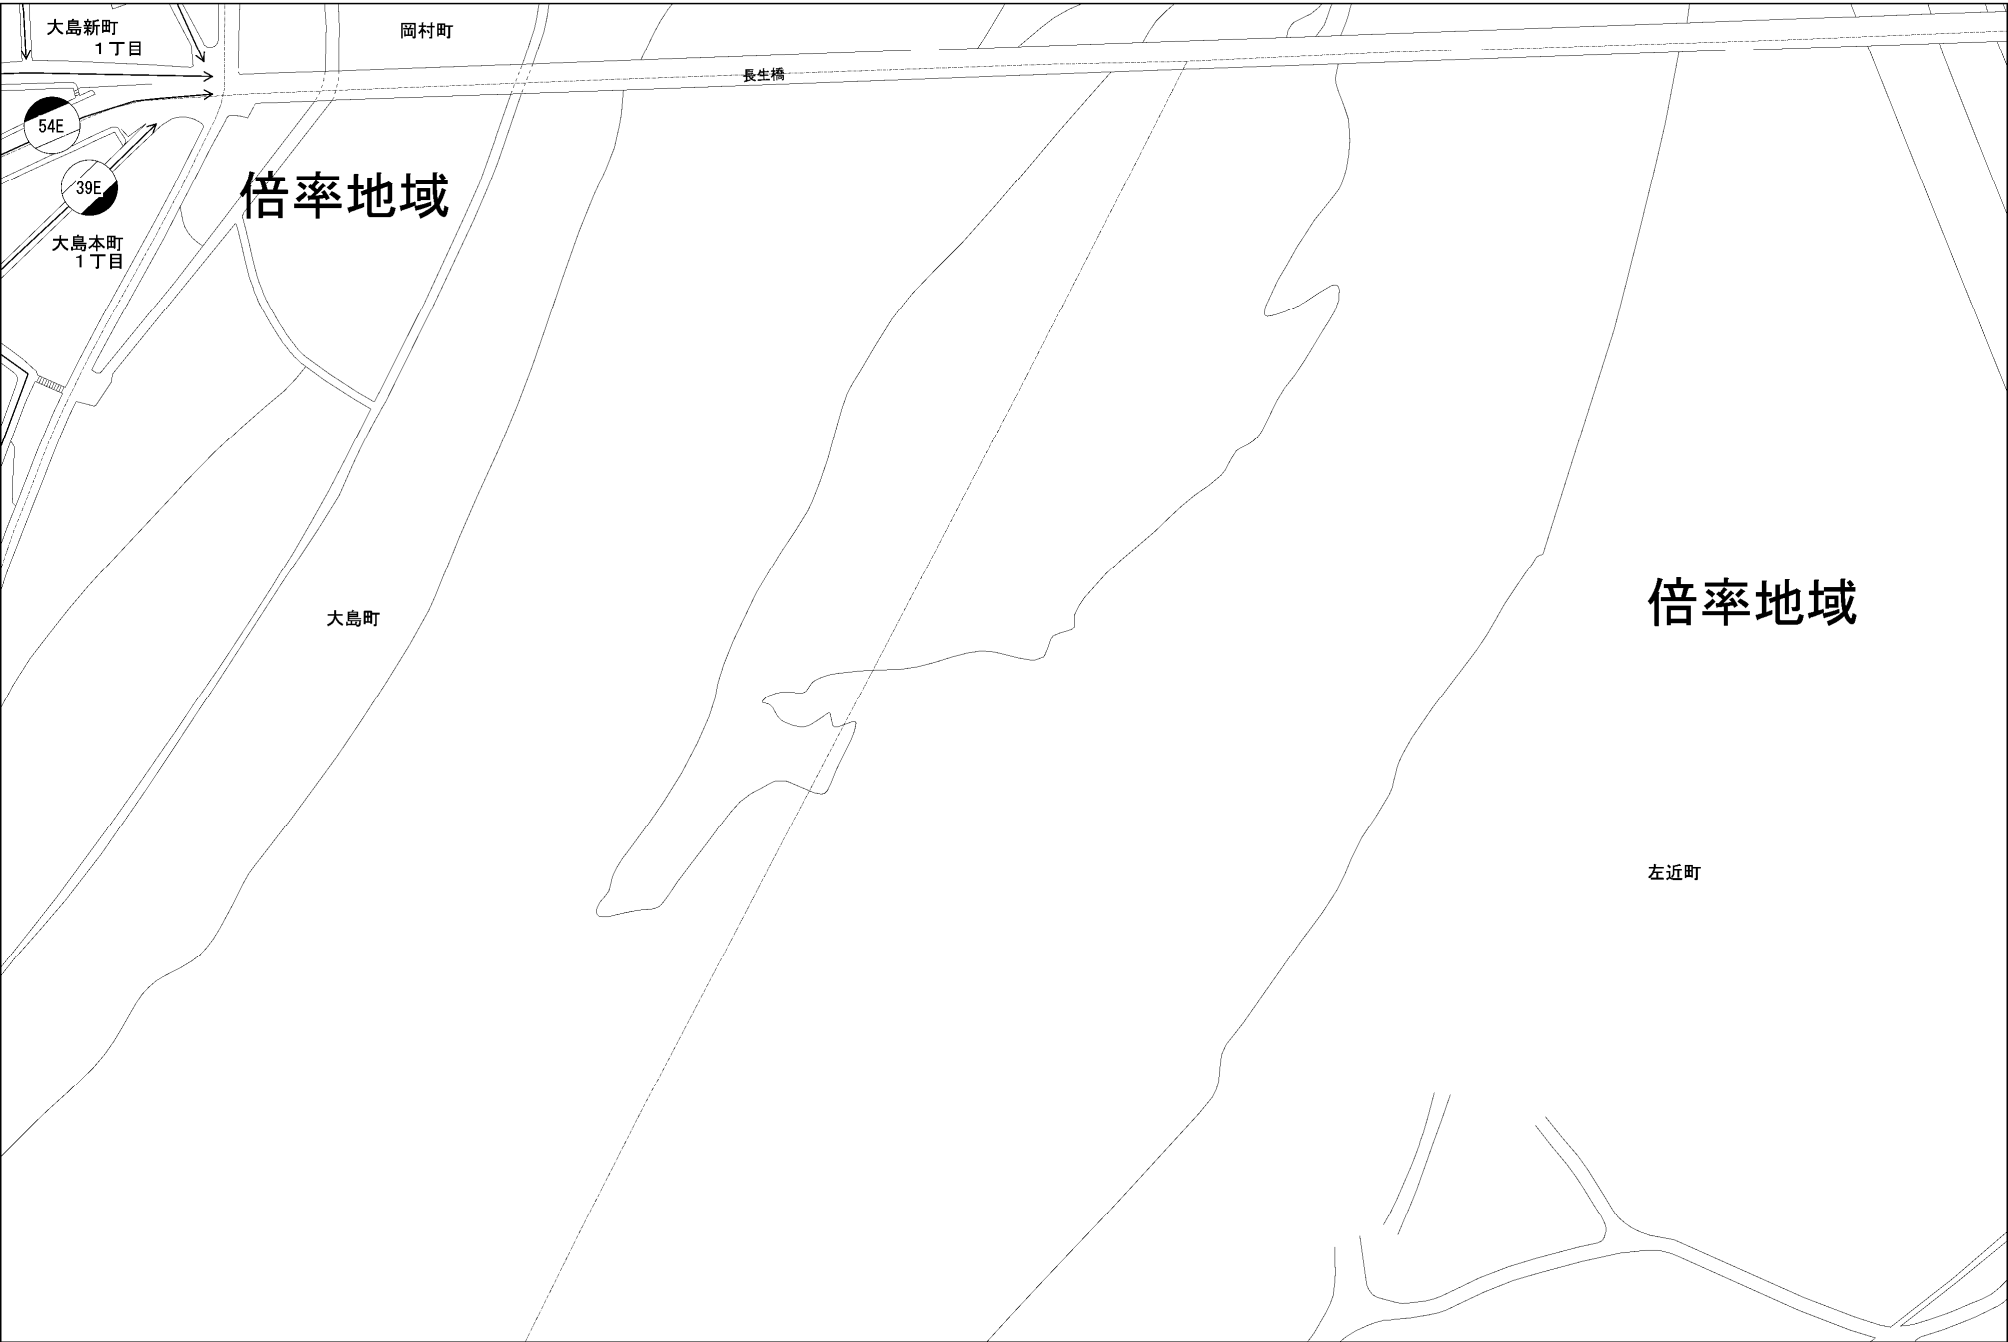 大島新町
1丁目
岡村町
長生橋
54E
39E
倍率地域
大島本町
1丁目
大島町
倍率地域
左近町